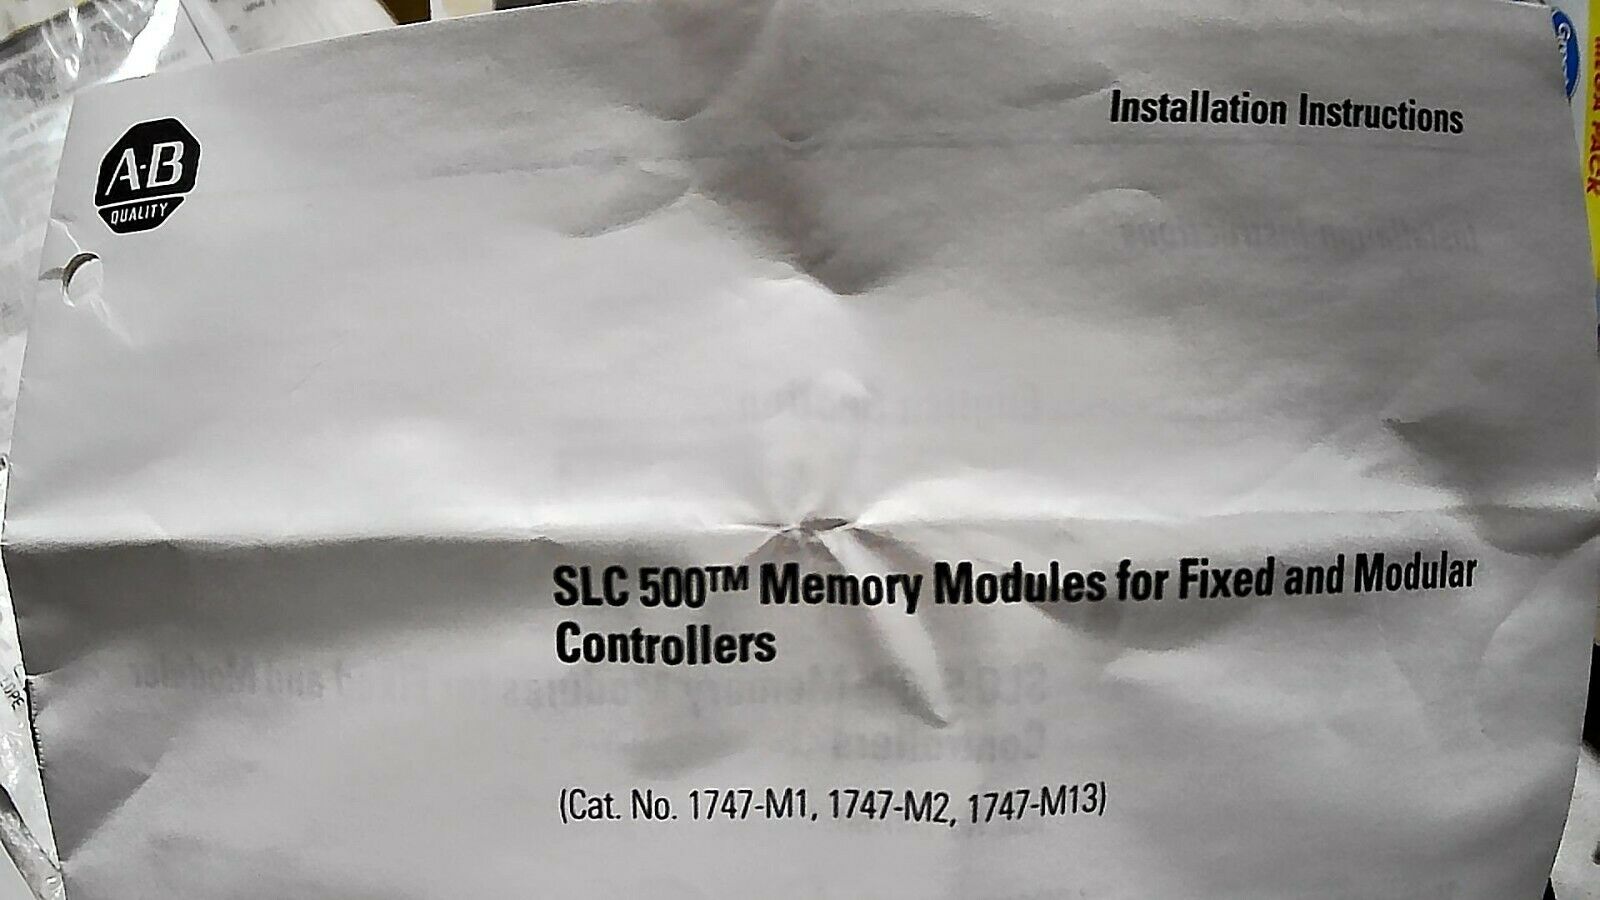 A-B
QUALITY
Installation Instructions
SLC 500™ Memory Modules for Fixed and Modular
Controllers
(Cat. No. 1747-M1, 1747-M2, 1747-M13)
PACK